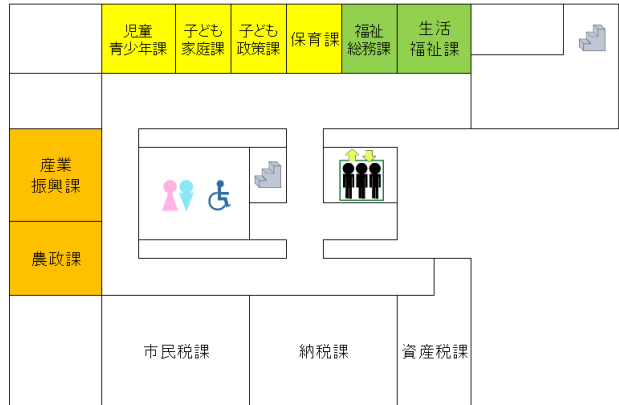 児童
青少年課
子ども
家庭課
子ども
政策課
保育課
福祉
総務課
生活
福祉課
産業
振興課
農政課
市民税課
納税課
資産税課